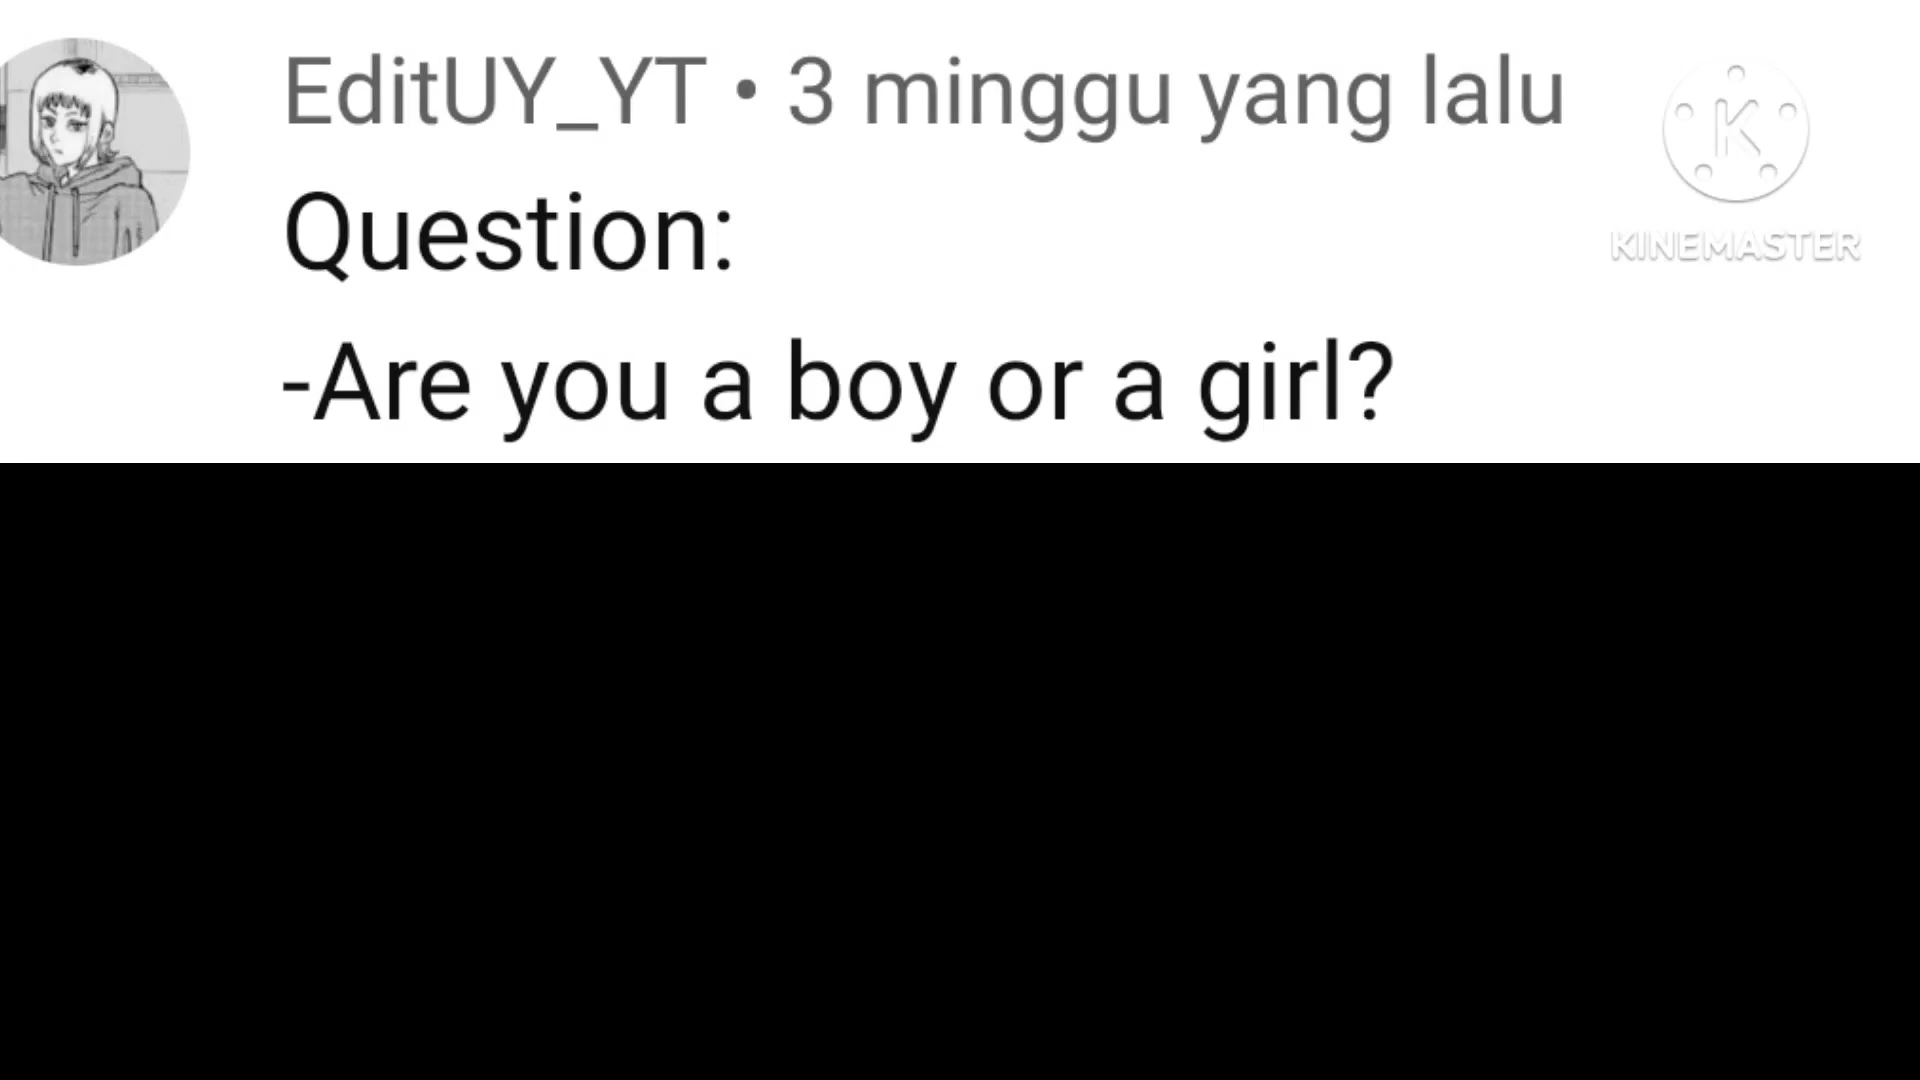 EditUY_YT • 3 minggu yang lalu
Question:
-Are you a boy or a girl?
K
KINEMASTER